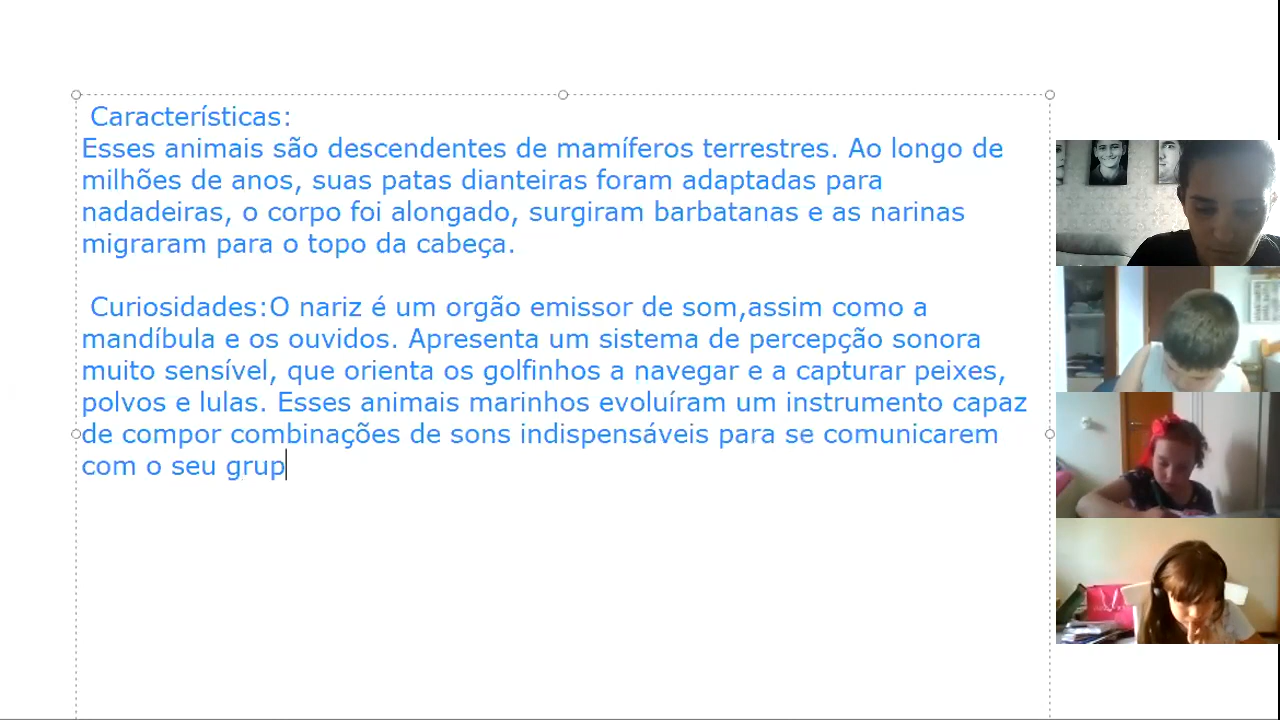 Características:
Esses animais são descendentes de mamíferos terrestres. Ao longo de
milhões de anos, suas patas dianteiras foram adaptadas para
nadadeiras, o corpo foi alongado, surgiram barbatanas e as narinas
migraram para o topo da cabeça.
Curiosidades:O nariz é um orgão emissor de som,assim como a
mandíbula e os ouvidos. Apresenta um sistema de percepção sonora
muito sensível, que orienta os golfinhos a navegar e a capturar peixes,
polvos e lulas. Esses animais marinhos evoluíram um instrumento capaz
de compor combinações de sons indispensáveis para se comunicarem
com o seu grup